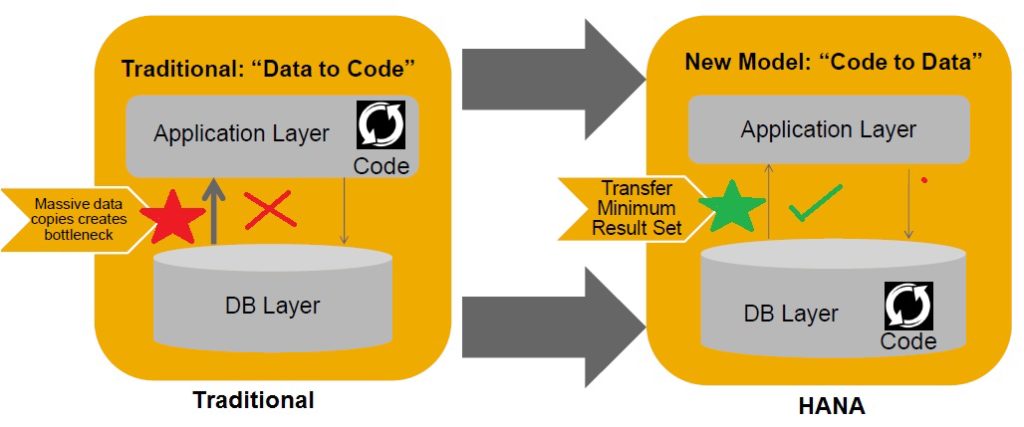 Traditional: “Data to Code”
Application Layer
Code
Massive data
copies creates
bottleneck
DB Layer
Traditional
New Model: “Code to Data”
Application Layer
Transfer
Minimum
Result Set
DB Layer
Code
HANA